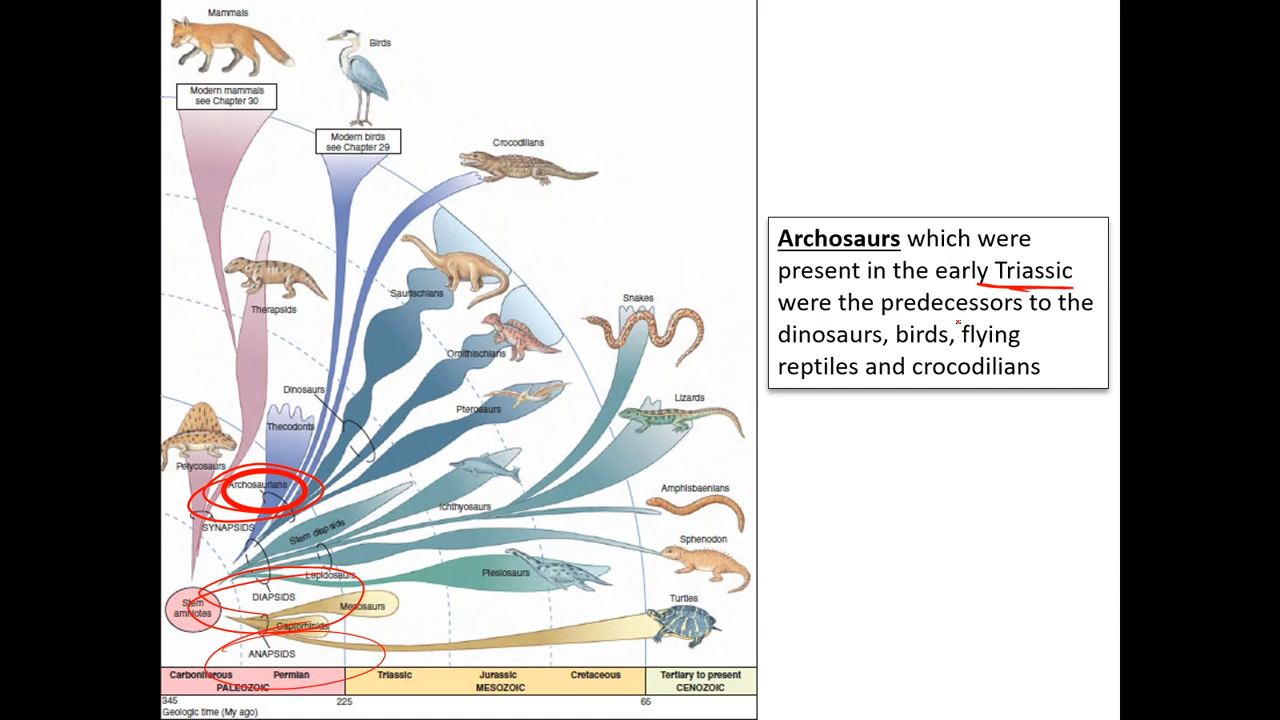 Mammals
Birds
Modern mammals
see Chapter 30
Modern birds
see Chapter 29
Crocodilians
Archosaurs which were
present in the early Triassic
were the predecessors to the
dinosaurs, birds, flying
reptiles and crocodilians
Saurischians
Snakes
Therapsids
Ornithischians
Dinosaurs
Lizards
Pterosaurs
Thecodonts
Pelycosaurs
Archosaurians
Amphisbaenians
Ichthyosaurs
SYNAPSIDS
Stem diapsids
Sphenodon
Lepidosaurs
Plesiosaurs
DIAPSIDS
Stem
amniotes
Mesosaurs
Turtles
Captorhinids
ANAPSIDS
Carboniferous Permian Triassic Jurassic Cretaceous Tertiary to present
PALEOZOIC MESOZOIC CENOZOIC
345 225 65
Geologic time (My ago)